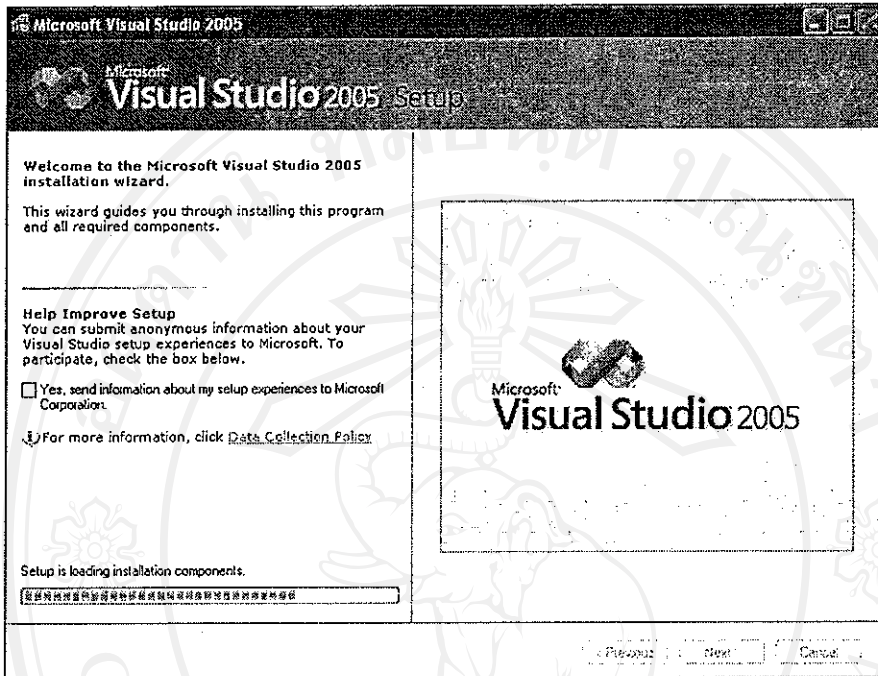 Microsoft Visual Studio 2005
Microsoft
Visual Studio 2005 Setup
Welcome to the Microsoft Visual Studio 2005
installation wizard.
This wizard guides you through installing this program
and all required components.
Help Improve Setup
You can submit anonymous information about your
Visual Studio setup experiences to Microsoft. To
participate, check the box below.
Yes, send information about my setup experiences to Microsoft
Corporation.
For more information, click Data Collection Policy
Setup is loading installation components.
Microsoft
Visual Studio 2005
< Previous
Next
Cancel